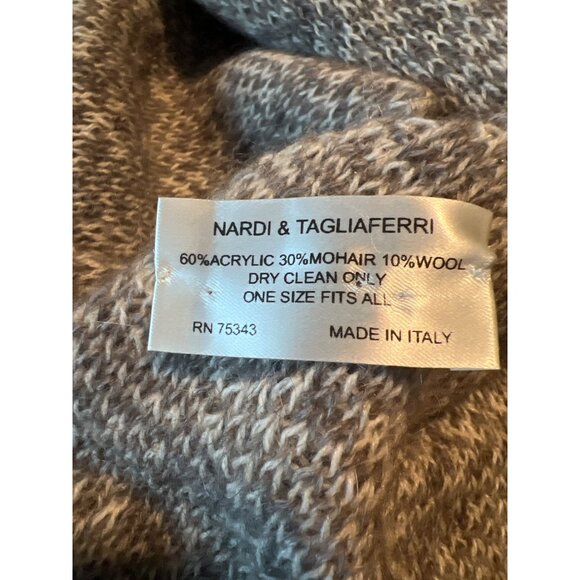 NARDI & TAGLIAFERRI
60%ACRYLIC 30%MOHAIR 10%WOOL
DRY CLEAN ONLY
ONE SIZE FITS ALL
RN 75343 MADE IN ITALY